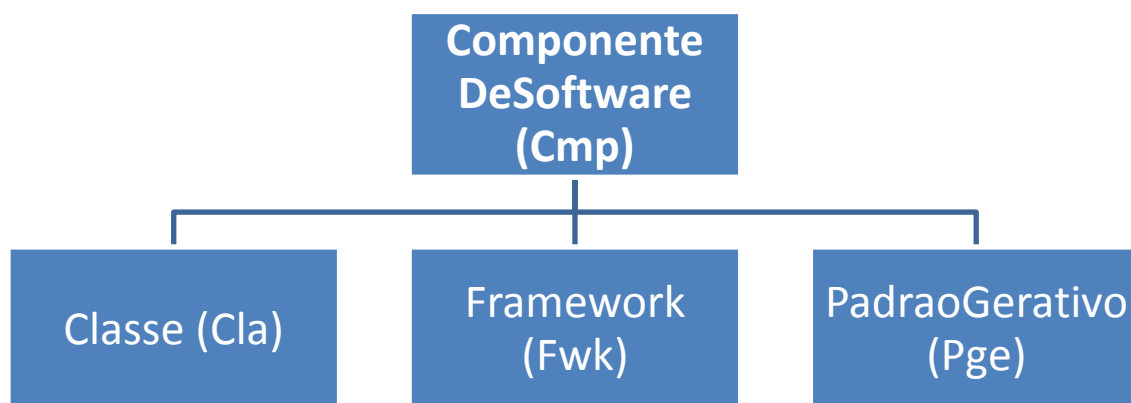 Componente
DeSoftware
(Cmp)
Classe (Cla)
Framework
(Fwk)
PadraoGerativo
(Pge)